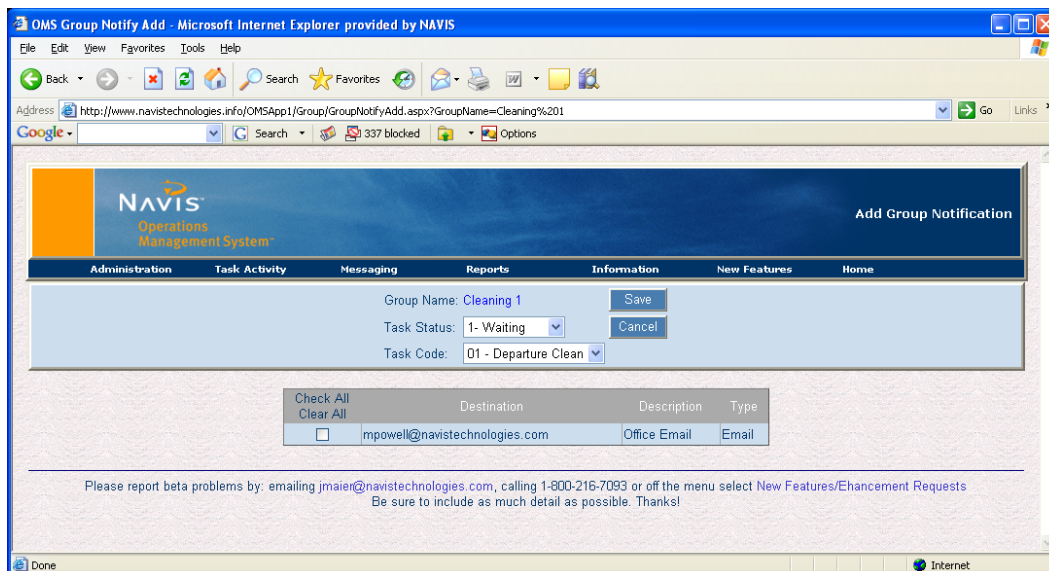 OMS Group Notify Add - Microsoft Internet Explorer provided by NAVIS
File Edit View Favorites Tools Help
Back Search Favorites
Address http://www.navistechnologies.info/OMSApp1/Group/GroupNotifyAdd.aspx?GroupName=Cleaning%201 Go Links
Google Search 337 blocked Options
NAVIS
Operations
Management System
Add Group Notification
Administration Task Activity Messaging Reports Information New Features Home
Group Name: Cleaning 1 Save
Task Status: 1- Waiting Cancel
Task Code: 01 - Departure Clean
Check All
Clear All Destination Description Type
mpowell@navistechnologies.com Office Email Email
Please report beta problems by: emailing jmaier@navistechnologies.com, calling 1-800-216-7093 or off the menu select New Features/Ehancement Requests
Be sure to include as much detail as possible. Thanks!
Done Internet